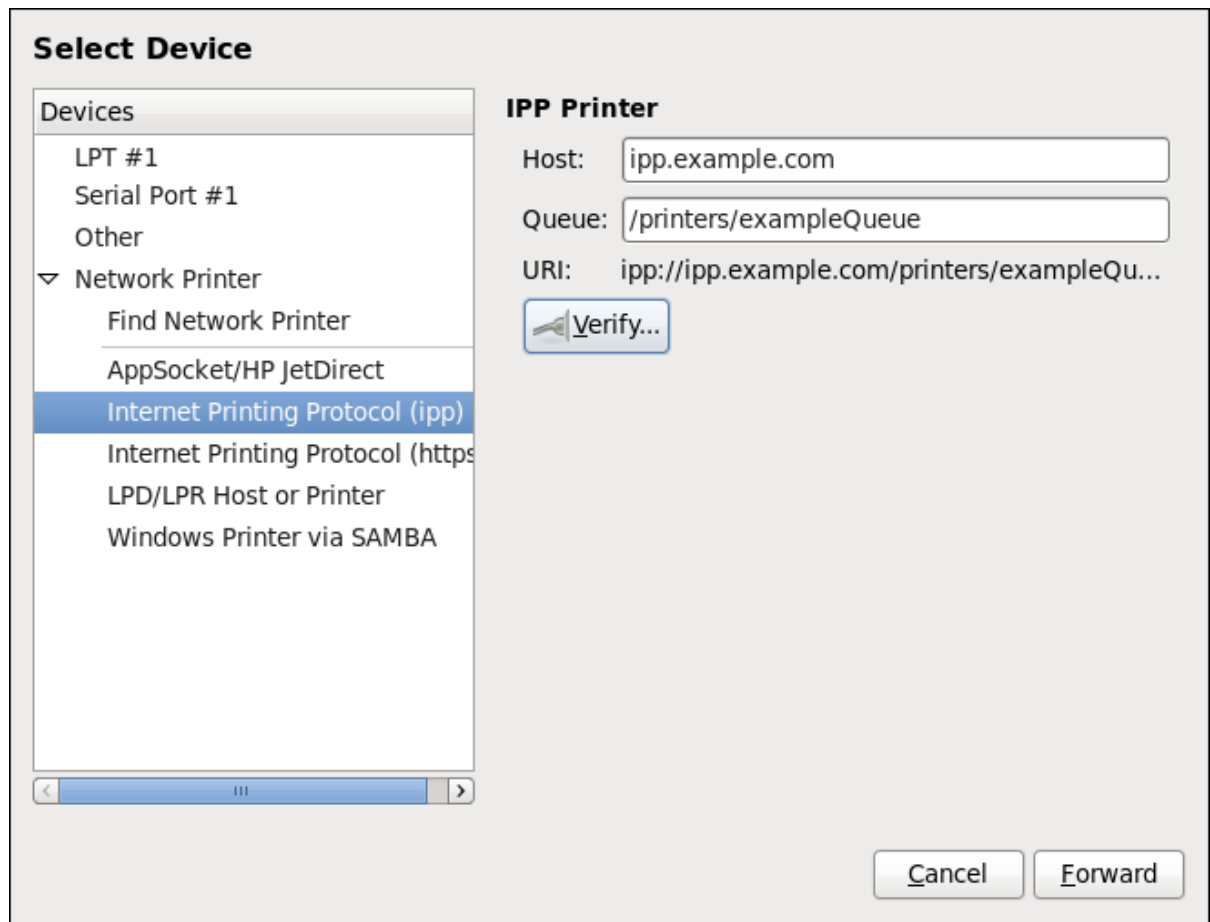 Select Device
Devices
LPT #1
Serial Port #1
Other
Network Printer
Find Network Printer
AppSocket/HP JetDirect
Internet Printing Protocol (ipp)
Internet Printing Protocol (https
LPD/LPR Host or Printer
Windows Printer via SAMBA
IPP Printer
Host: ipp.example.com
Queue: /printers/exampleQueue
URI: ipp://ipp.example.com/printers/exampleQu...
Verify...
Cancel Forward